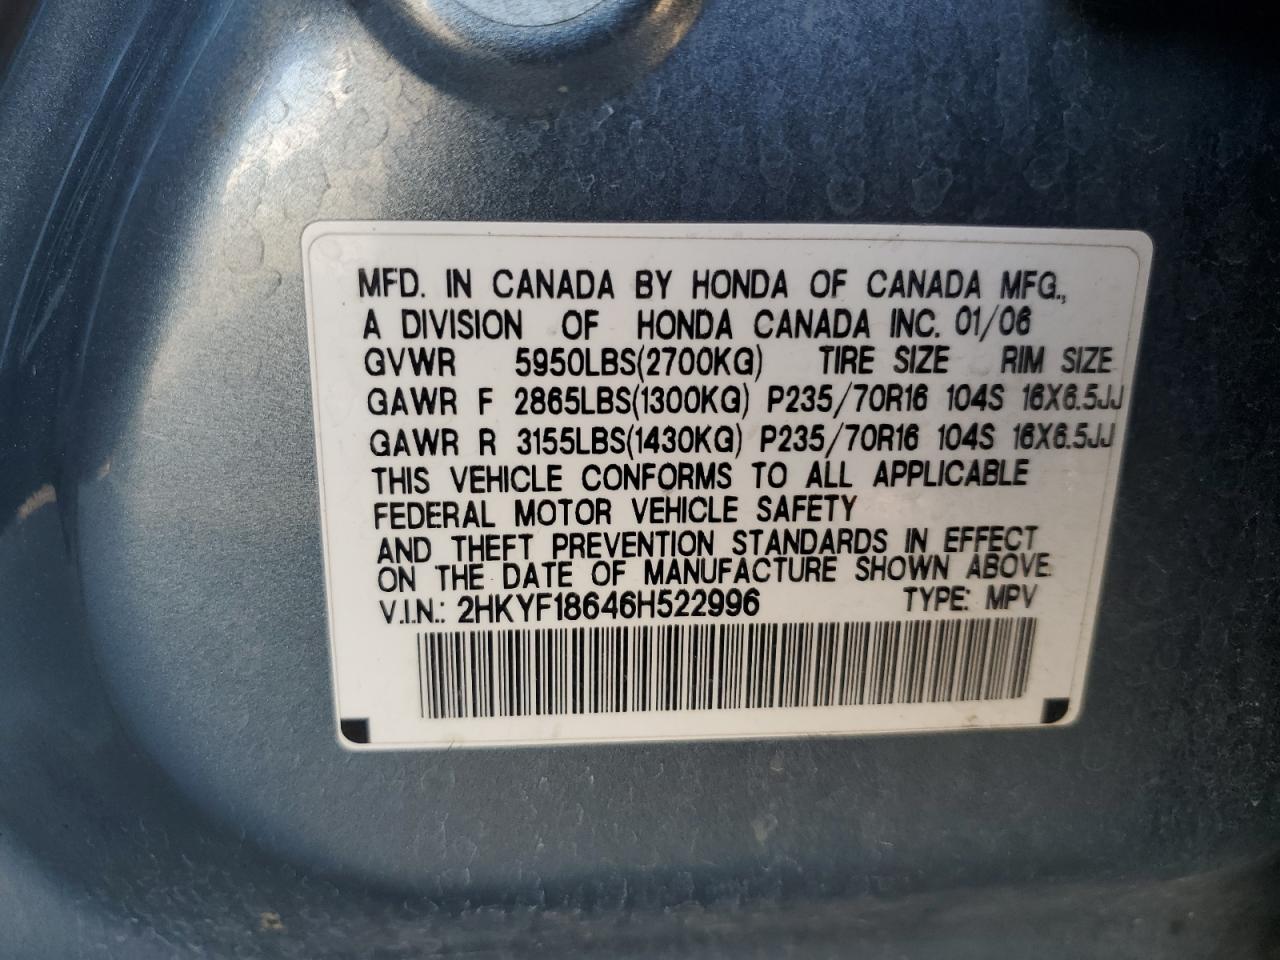 MFD. IN CANADA BY HONDA OF CANADA MFG.,
A DIVISION OF HONDA CANADA INC. 01/06
GVWR 5950LBS(2700KG) TIRE SIZE RIM SIZE
GAWR F 2865LBS(1300KG) P235/70R16 104S 16X6.5JJ
GAWR R 3155LBS(1430KG) P235/70R16 104S 16X6.5JJ
THIS VEHICLE CONFORMS TO ALL APPLICABLE
FEDERAL MOTOR VEHICLE SAFETY
AND THEFT PREVENTION STANDARDS IN EFFECT
ON THE DATE OF MANUFACTURE SHOWN ABOVE.
V.I.N.: 2HKYF18646H522996 TYPE: MPV